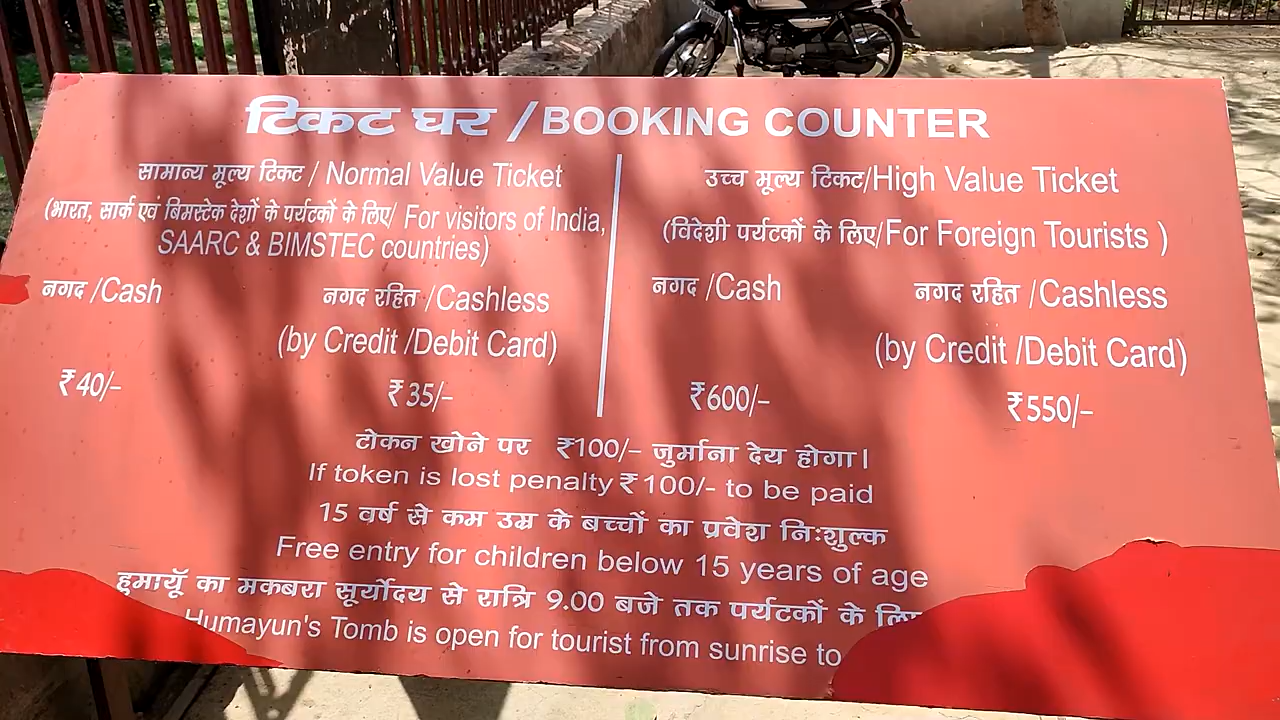 टिकट घर /BOOKING COUNTER
सामान्य मूल्य टिकट / Normal Value Ticket
(भारत, सार्क एवं बिमस्टेक देशों के पर्यटकों के लिए/ For visitors of India,
SAARC & BIMSTEC countries)
नगद /Cash
नगद रहित /Cashless
(by Credit /Debit Card)
₹40/-
₹35/-
उच्च मूल्य टिकट/High Value Ticket
(विदेशी पर्यटकों के लिए/For Foreign Tourists )
नगद /Cash
नगद रहित /Cashless
(by Credit /Debit Card)
₹600/-
₹550/-
टोकन खोने पर ₹100/- जुर्माना देय होगा।
If token is lost penalty ₹100/- to be paid
15 वर्ष से कम उम्र के बच्चों का प्रवेश निःशुल्क
Free entry for children below 15 years of age
हुमायूँ का मकबरा सूर्योदय से रात्रि 9.00 बजे तक पर्यटकों के लिए
Humayun's Tomb is open for tourist from sunrise to